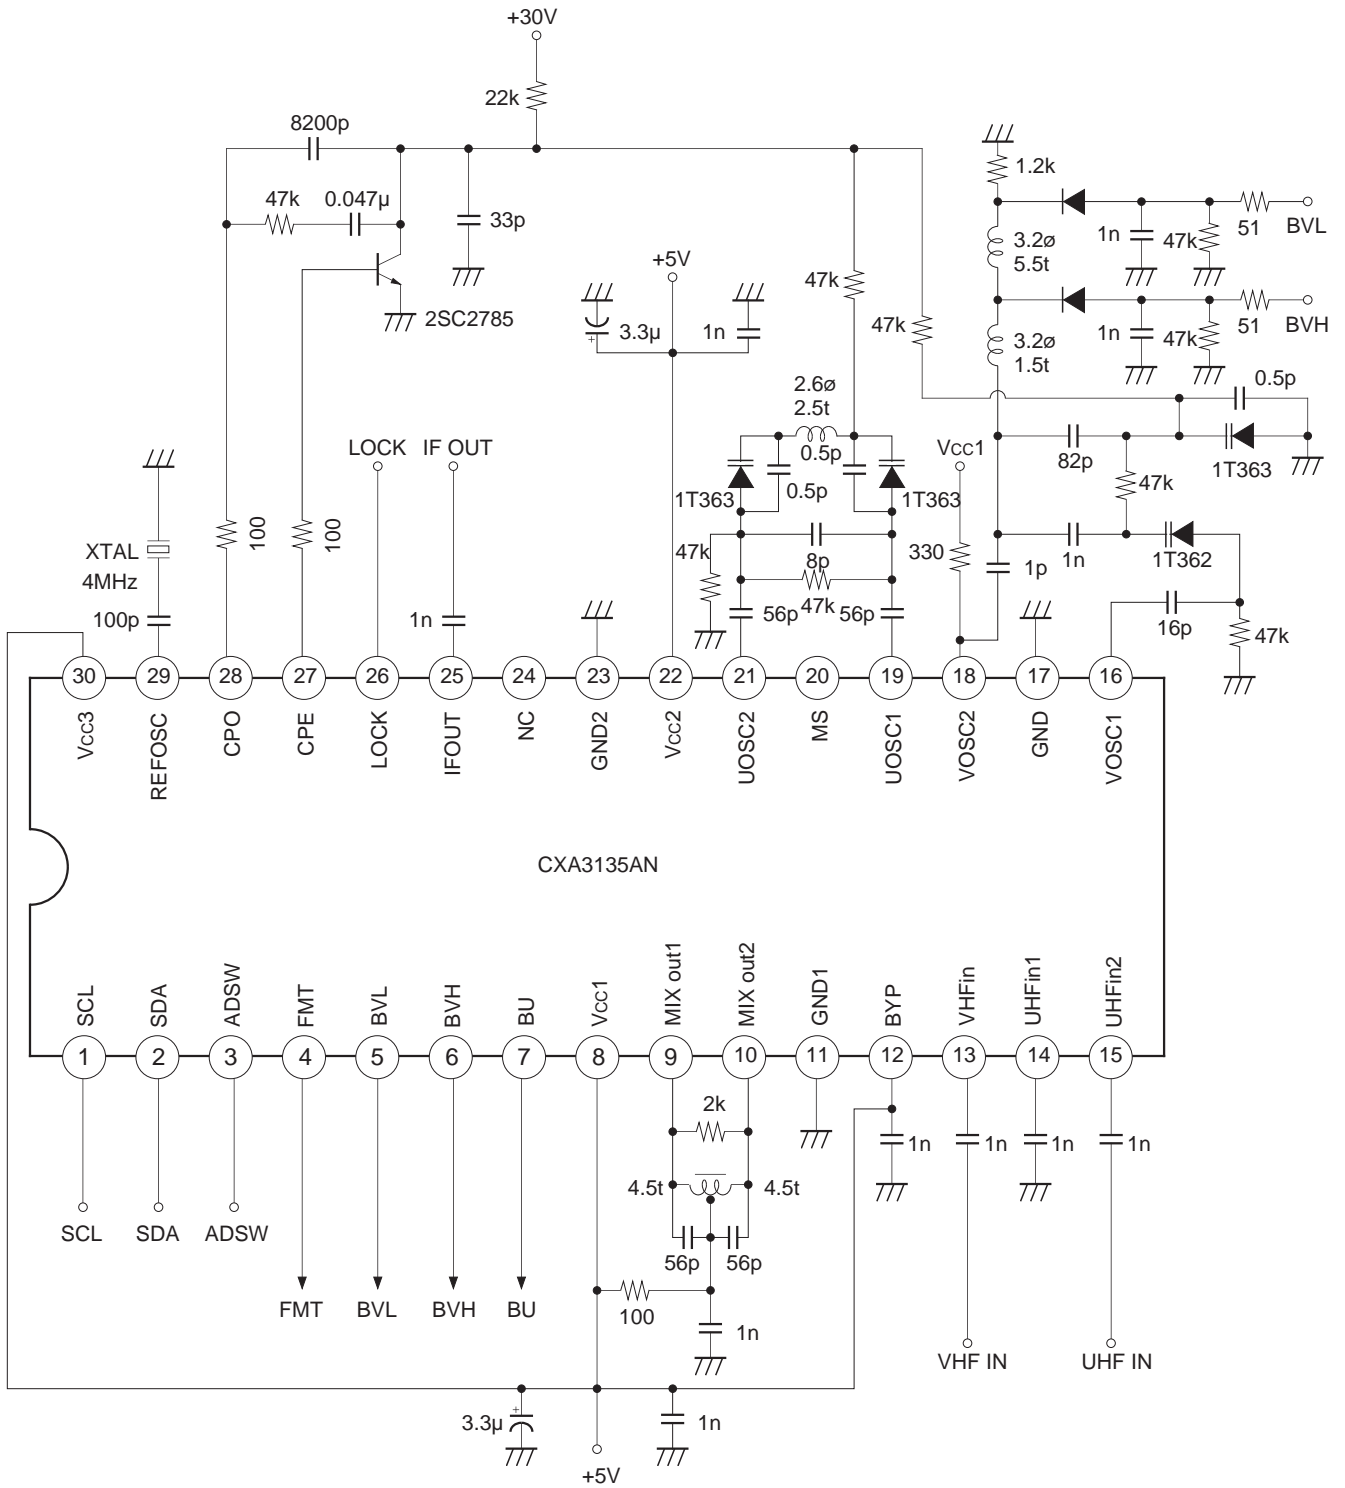 +30V
22k
8200p
47k
0.047µ
33p
2SC2785
+5V
3.3µ
+
1n
47k
47k
1.2k
3.2ø
5.5t
3.2ø
1.5t
1n
47k
51
BVL
1n
47k
51
BVH
0.5p
82p
1T363
47k
1n
1T362
1p
16p
47k
2.6ø
2.5t
0.5p
0.5p
1T363
1T363
47k
8p
47k
56p
56p
Vcc1
330
LOCK
IF OUT
100
100
1n
XTAL
4MHz
100p
30
29
28
27
26
25
24
23
22
21
20
19
18
17
16
Vcc3
REFOSC
CPO
CPE
LOCK
IFOUT
NC
GND2
Vcc2
UOSC2
MS
UOSC1
VOSC2
GND
VOSC1
CXA3135AN
SCL
SDA
ADSW
FMT
BVL
BVH
BU
Vcc1
MIX out1
MIX out2
GND1
BYP
VHFin
UHFin1
UHFin2
1
2
3
4
5
6
7
8
9
10
11
12
13
14
15
2k
4.5t
4.5t
56p
56p
100
1n
1n
1n
1n
1n
SCL
SDA
ADSW
FMT
BVL
BVH
BU
VHF IN
UHF IN
3.3µ
+
1n
+5V